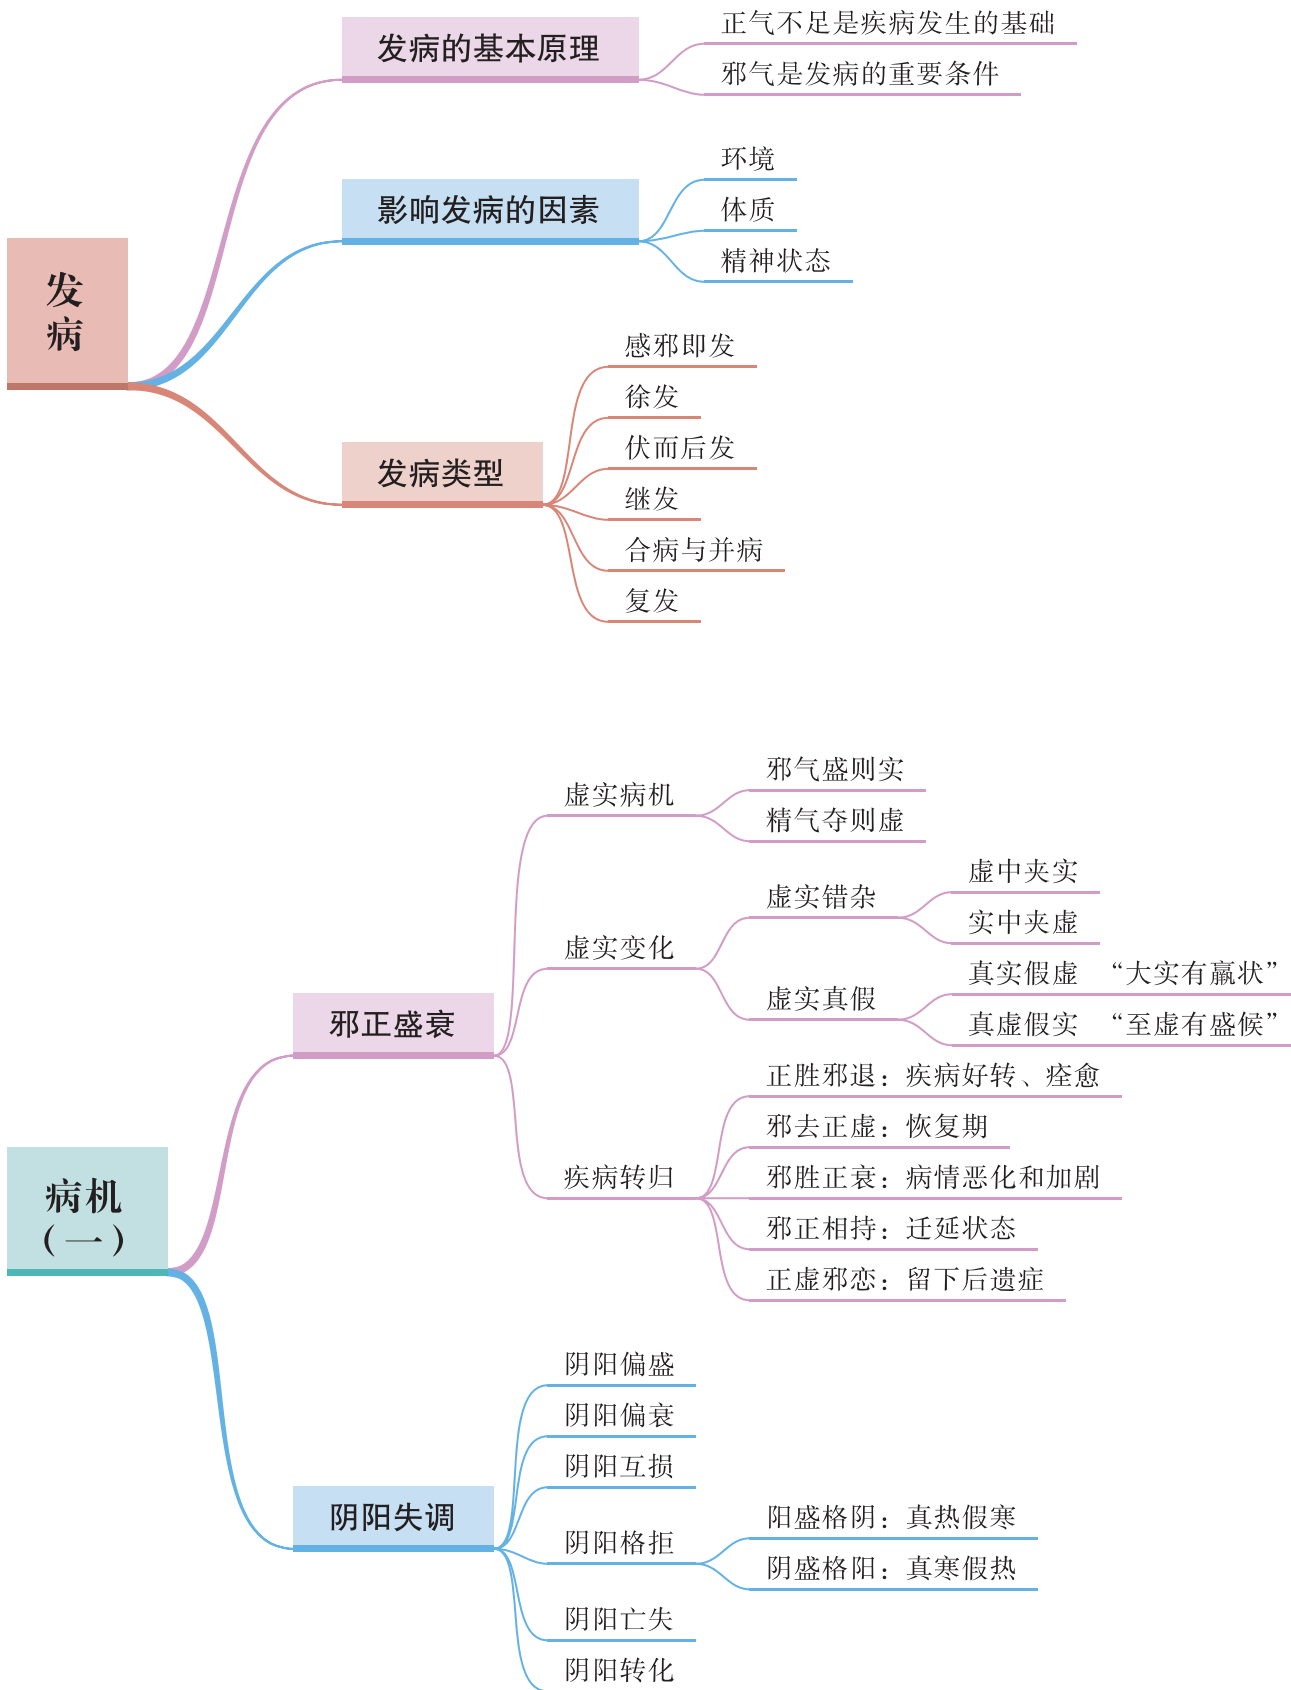 发病
发病的基本原理
正气不足是疾病发生的基础
邪气是发病的重要条件
影响发病的因素
环境
体质
精神状态
发病类型
感邪即发
徐发
伏而后发
继发
合病与并病
复发
病机
（一）
邪正盛衰
虚实病机
邪气盛则实
精气夺则虚
虚实变化
虚实错杂
虚中夹实
实中夹虚
虚实真假
真实假虚 “大实有羸状”
真虚假实 “至虚有盛候”
疾病转归
正胜邪退：疾病好转、痊愈
邪去正虚：恢复期
邪胜正衰：病情恶化和加剧
邪正相持：迁延状态
正虚邪恋：留下后遗症
阴阳失调
阴阳偏盛
阴阳偏衰
阴阳互损
阴阳格拒
阳盛格阴：真热假寒
阴盛格阳：真寒假热
阴阳亡失
阴阳转化